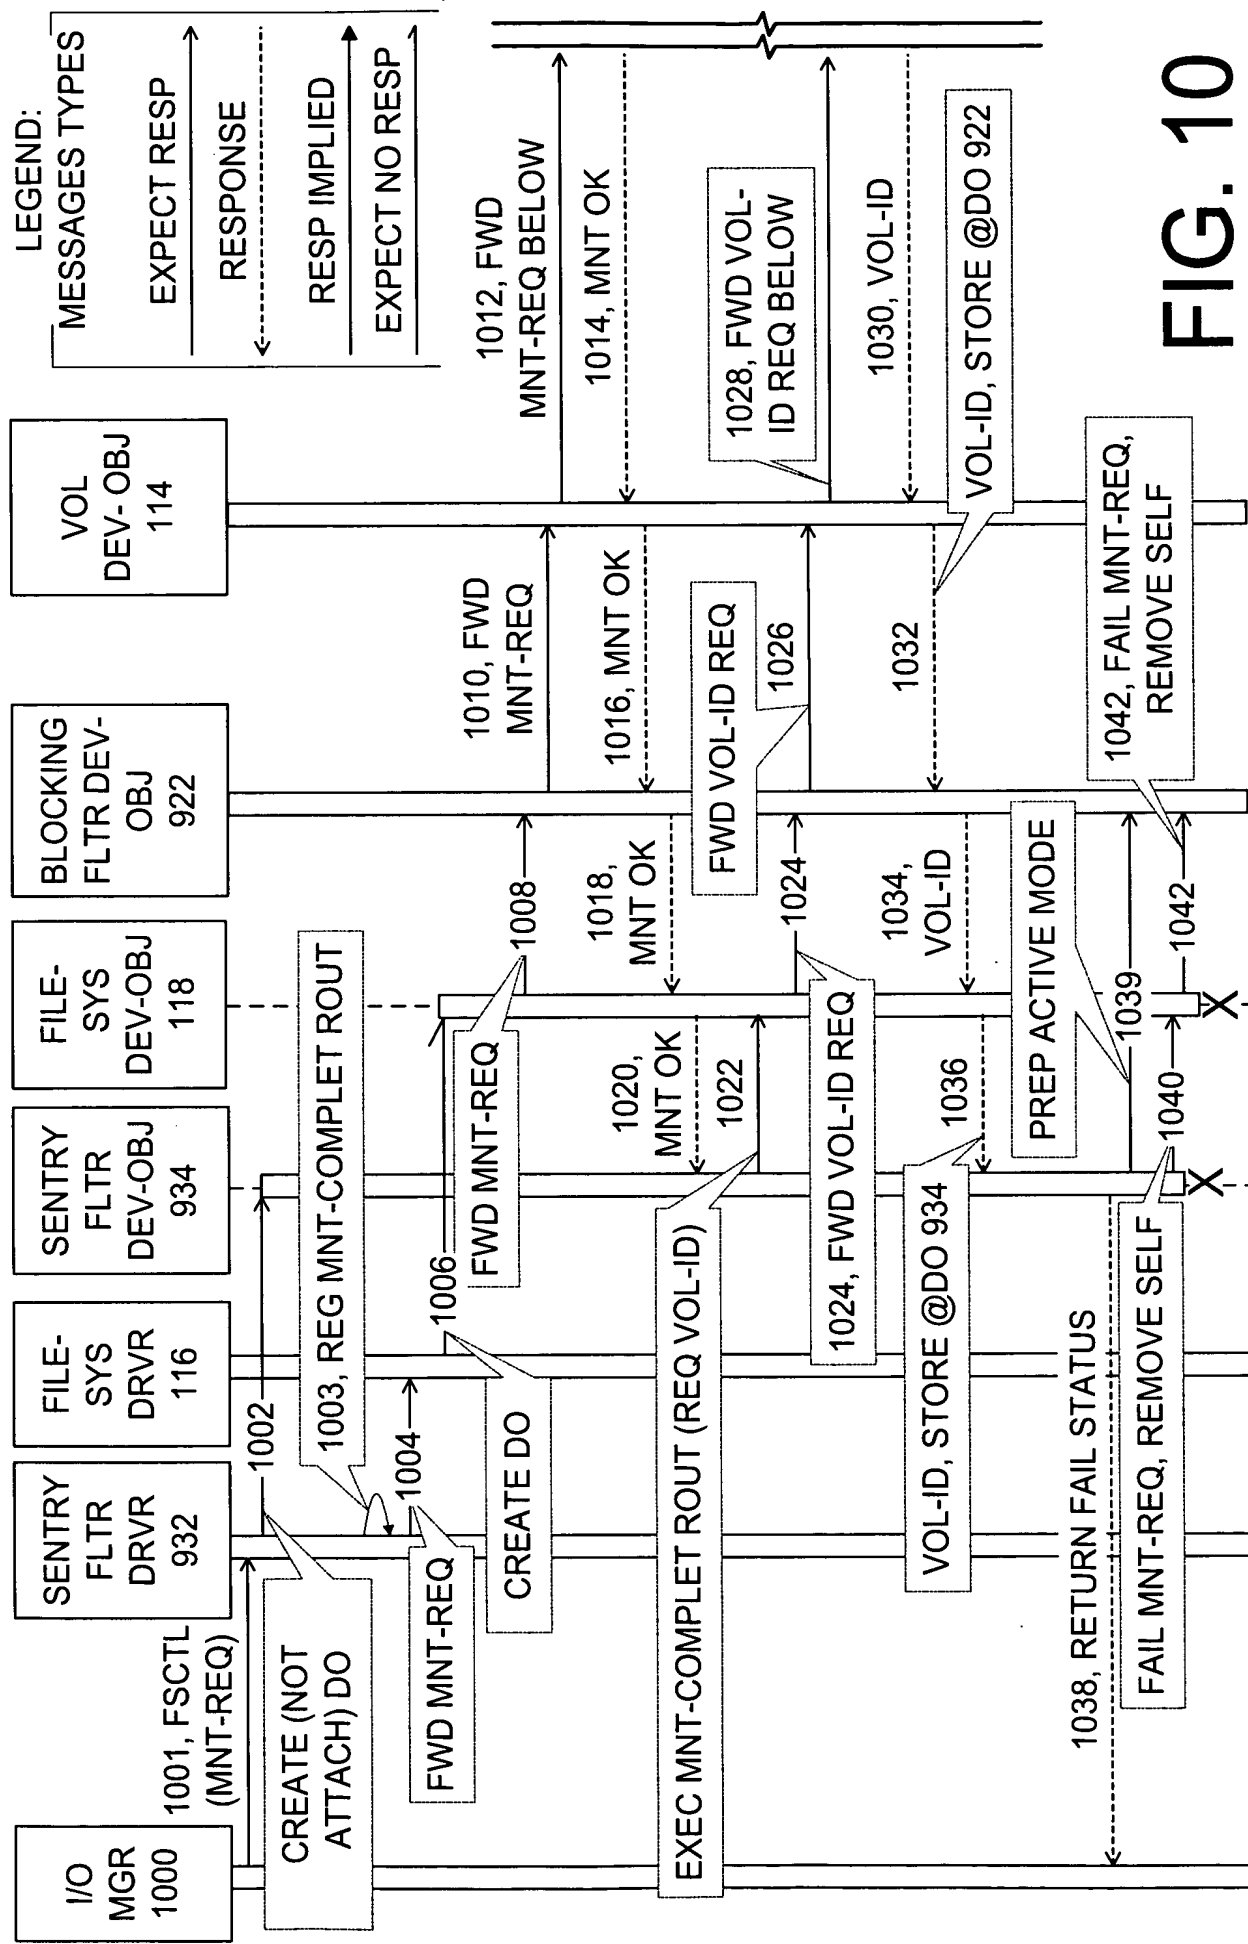 LEGEND:
MESSAGES TYPES
EXPECT RESP
RESPONSE
RESP IMPLIED
EXPECT NO RESP
I/O
MGR
1000
SENTRY
FLTR
DRVR
932
FILE-
SYS
DRVR
116
SENTRY
FLTR
DEV-OBJ
934
FILE-
SYS
DEV-OBJ
118
BLOCKING
FLTR DEV-
OBJ
922
VOL
DEV- OBJ
114
1001, FSCTL
(MNT-REQ)
1002
CREATE (NOT
ATTACH) DO
1003, REG MNT-COMPLET ROUT
1004
FWD MNT-REQ
1006
CREATE DO
1008
FWD MNT-REQ
1010, FWD
MNT-REQ
1012, FWD
MNT-REQ BELOW
1014, MNT OK
1016, MNT OK
1018,
MNT OK
1020,
MNT OK
1022
EXEC MNT-COMPLET ROUT (REQ VOL-ID)
1024
1024, FWD VOL-ID REQ
FWD VOL-ID REQ
1026
1028, FWD VOL-
ID REQ BELOW
1030, VOL-ID
VOL-ID, STORE @DO 922
1032
1034,
VOL-ID
1036
VOL-ID, STORE @DO 934
1038, RETURN FAIL STATUS
PREP ACTIVE MODE
1039
1040
FAIL MNT-REQ, REMOVE SELF
1042
1042, FAIL MNT-REQ,
REMOVE SELF
X
X
FIG. 10